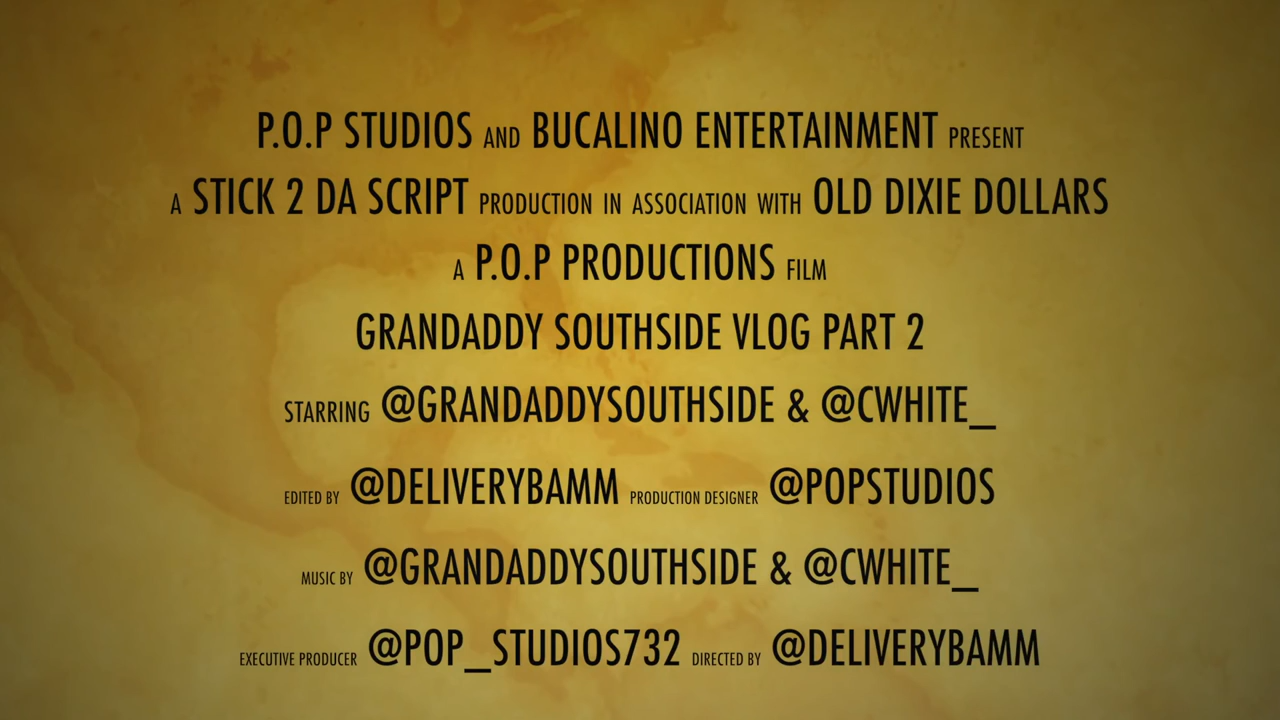 P.O.P STUDIOS AND BUCALINO ENTERTAINMENT PRESENT
A STICK 2 DA SCRIPT PRODUCTION IN ASSOCIATION WITH OLD DIXIE DOLLARS
A P.O.P PRODUCTIONS FILM
GRANDADDY SOUTHSIDE VLOG PART 2
STARRING @GRANDADDYSOUTHSIDE & @CWHITE_
EDITED BY @DELIVERYBAMM PRODUCTION DESIGNER @POPSTUDIOS
MUSIC BY @GRANDADDYSOUTHSIDE & @CWHITE_
EXECUTIVE PRODUCER @POP_STUDIOS732 DIRECTED BY @DELIVERYBAMM